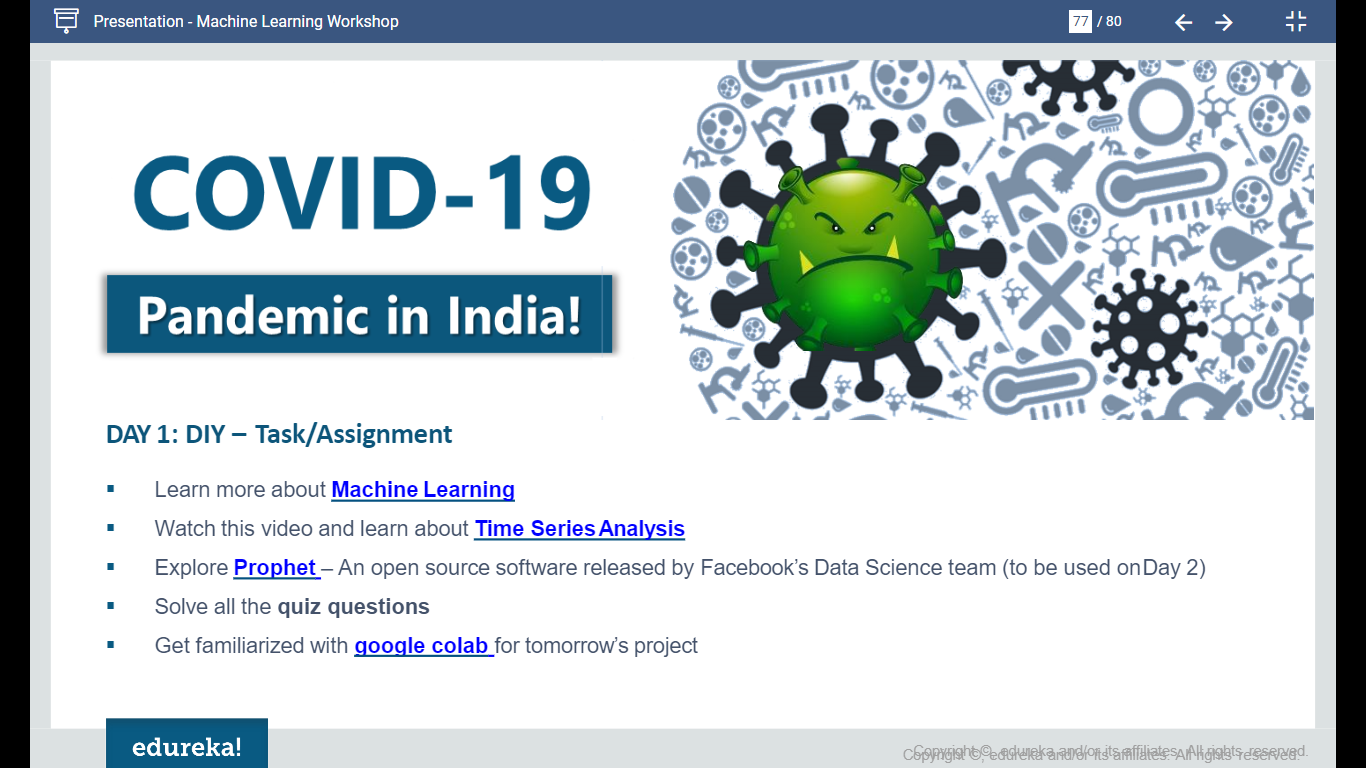 Presentation - Machine Learning Workshop
77 / 80
COVID-19
Pandemic in India!
DAY 1: DIY – Task/Assignment
▪ Learn more about Machine Learning
▪ Watch this video and learn about Time Series Analysis
▪ Explore Prophet – An open source software released by Facebook’s Data Science team (to be used on Day 2)
▪ Solve all the quiz questions
▪ Get familiarized with google colab for tomorrow’s project
edureka!
Copyright ©, edureka and/or its affiliates. All rights reserved.
Copyright ©, edureka and/or its affiliates. All rights reserved.